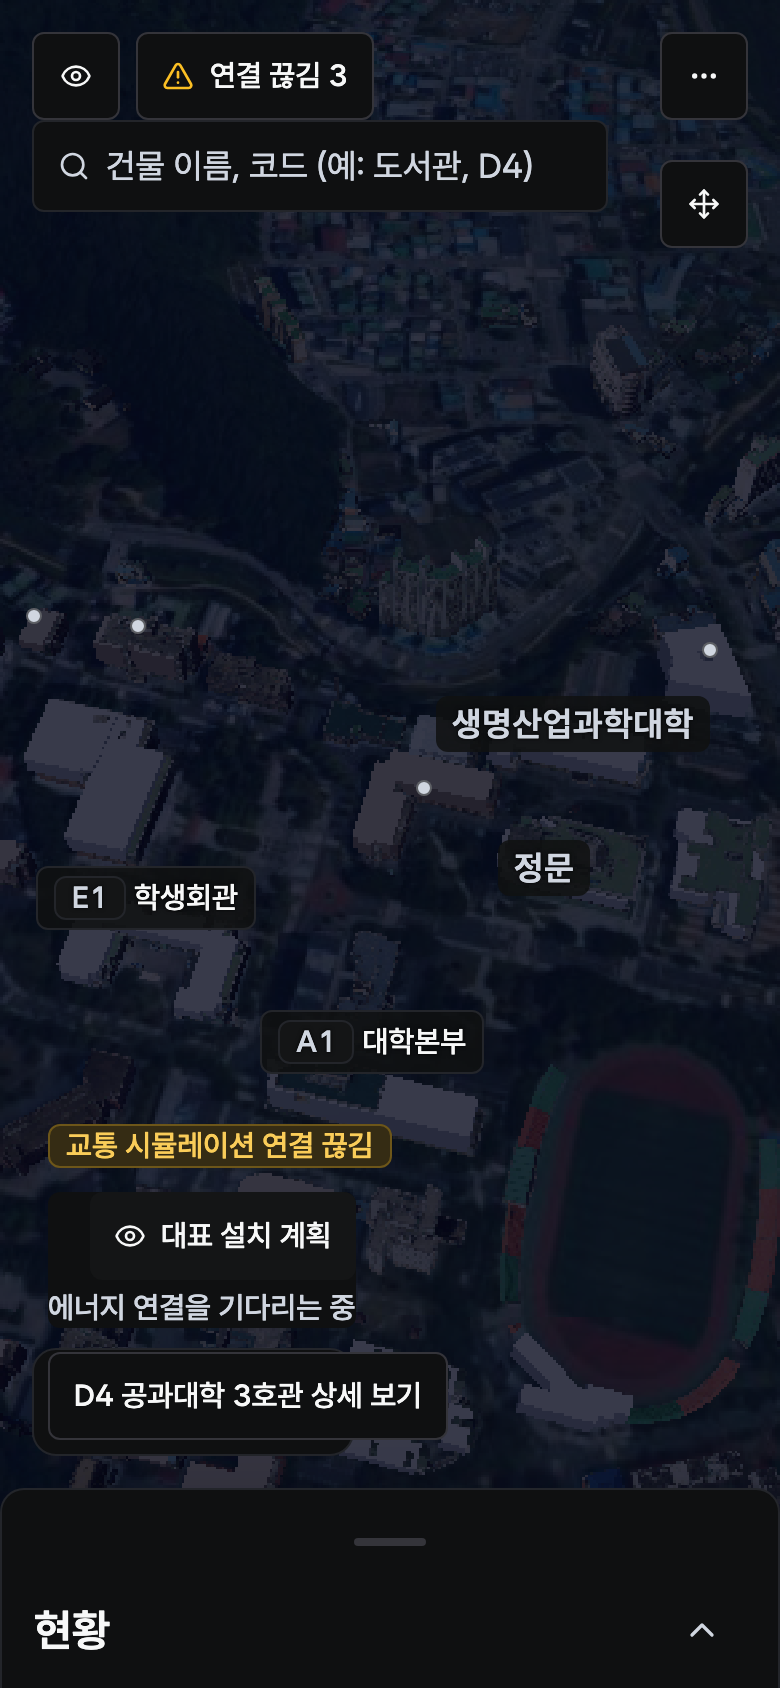 연결 끊김 3
건물 이름, 코드 (예: 도서관, D4)
생명산업과학대학
정문
E1 학생회관
A1 대학본부
교통 시뮬레이션 연결 끊김
대표 설치 계획
에너지 연결을 기다리는 중
D4 공과대학 3호관 상세 보기
현황